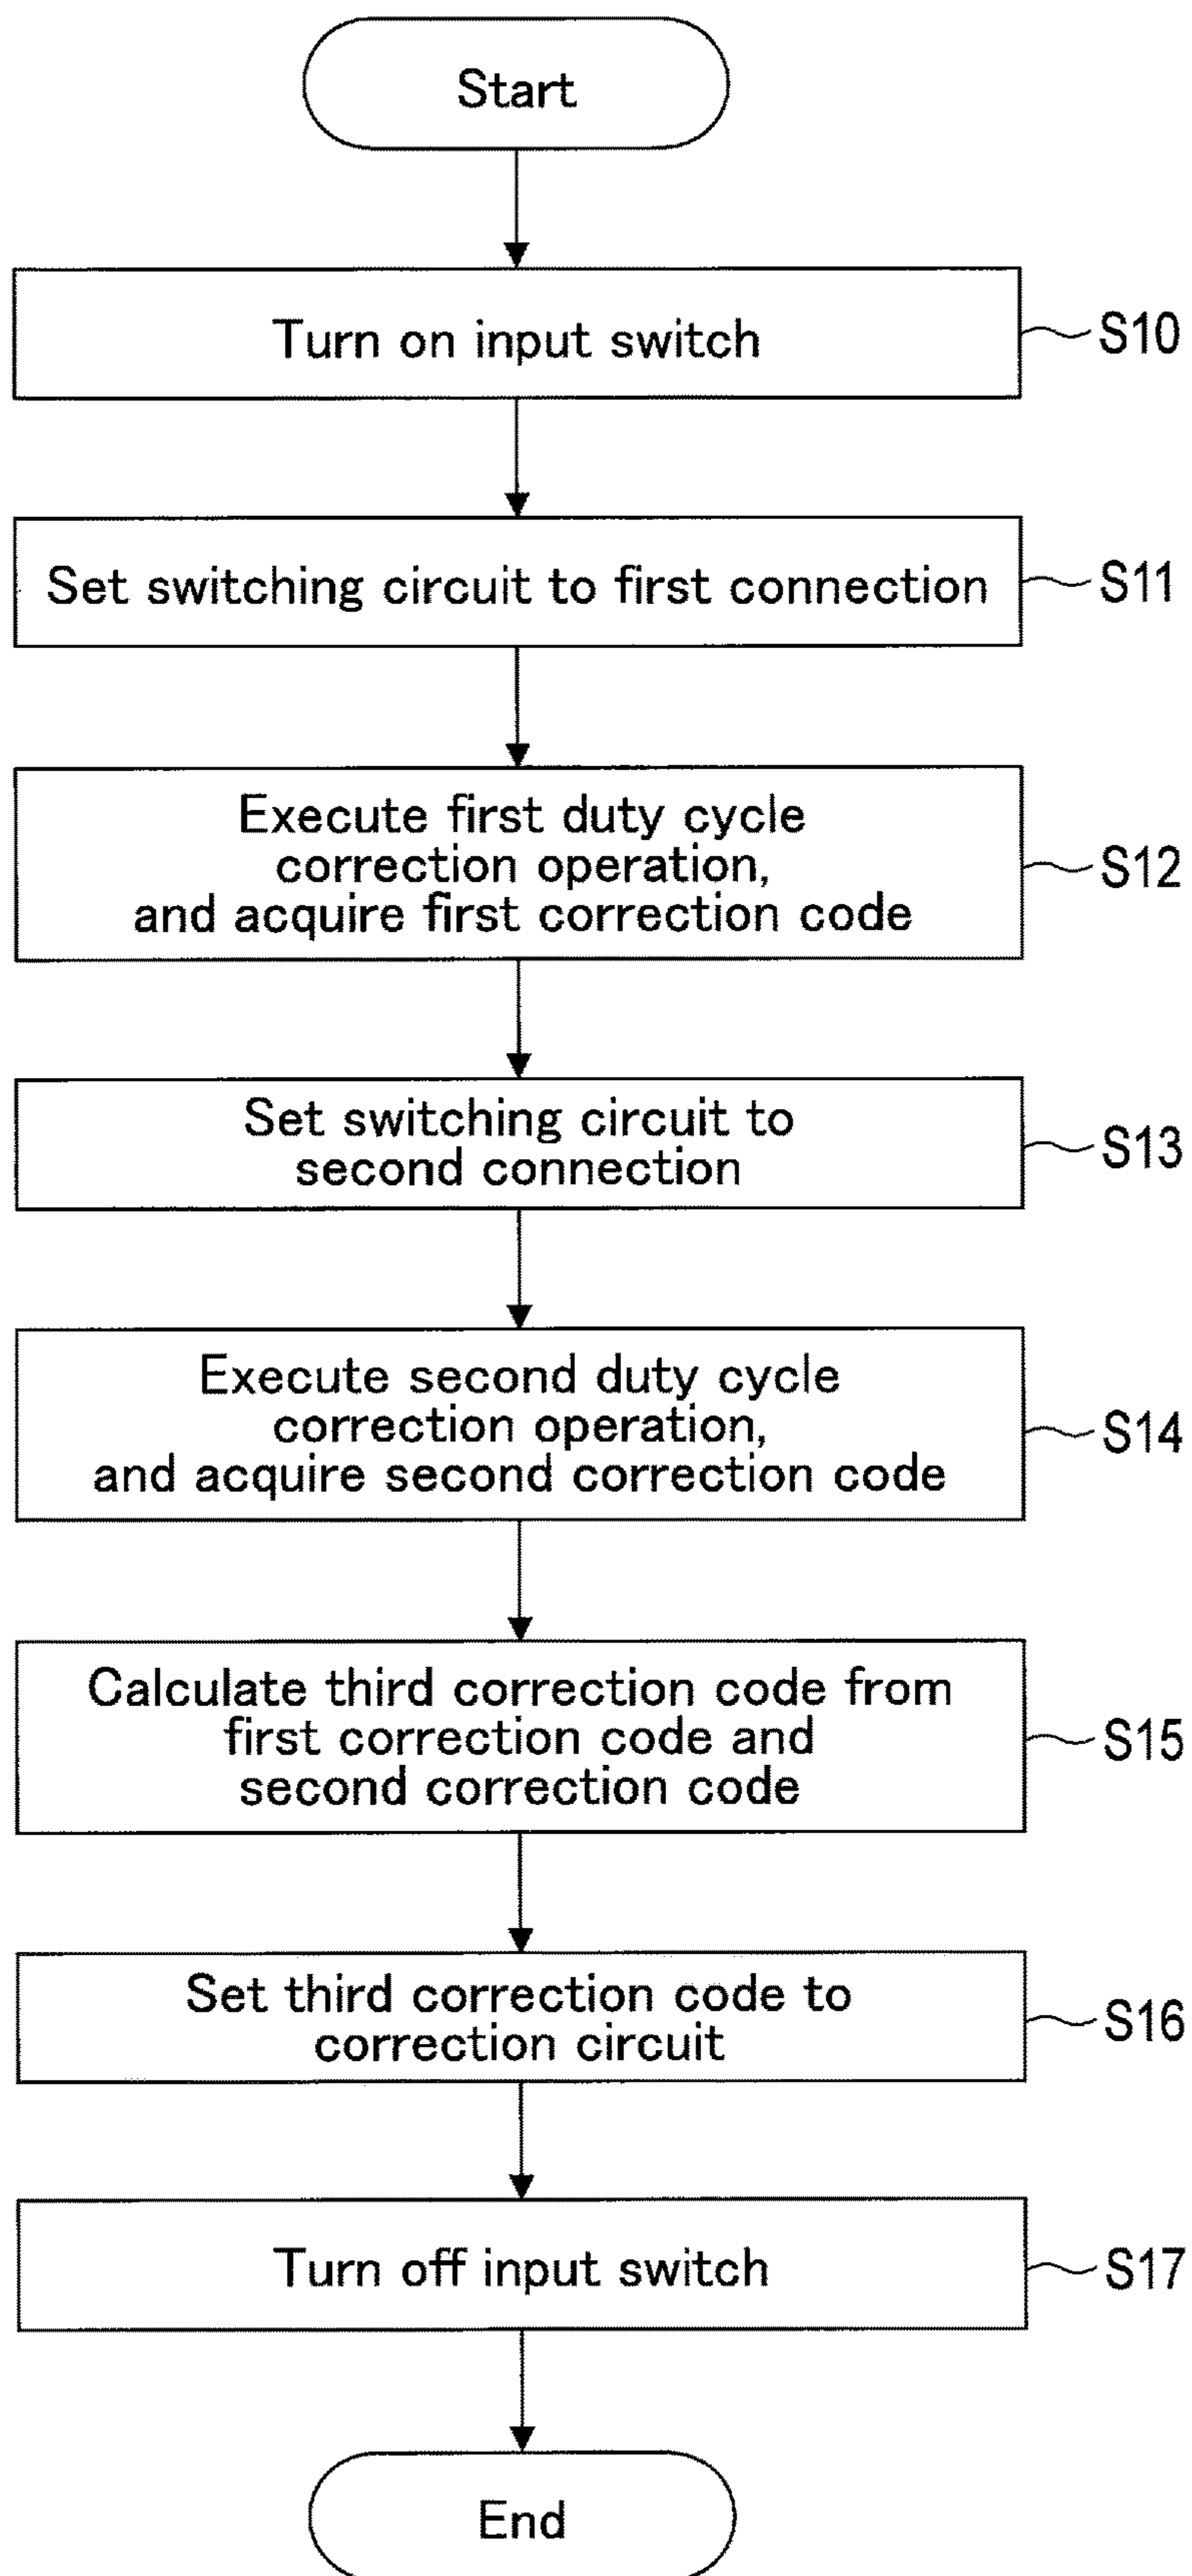 Start
Turn on input switch
S10
Set switching circuit to first connection
S11
Execute first duty cycle
correction operation,
and acquire first correction code
S12
Set switching circuit to
second connection
S13
Execute second duty cycle
correction operation,
and acquire second correction code
S14
Calculate third correction code from
first correction code and
second correction code
S15
Set third correction code to
correction circuit
S16
Turn off input switch
S17
End